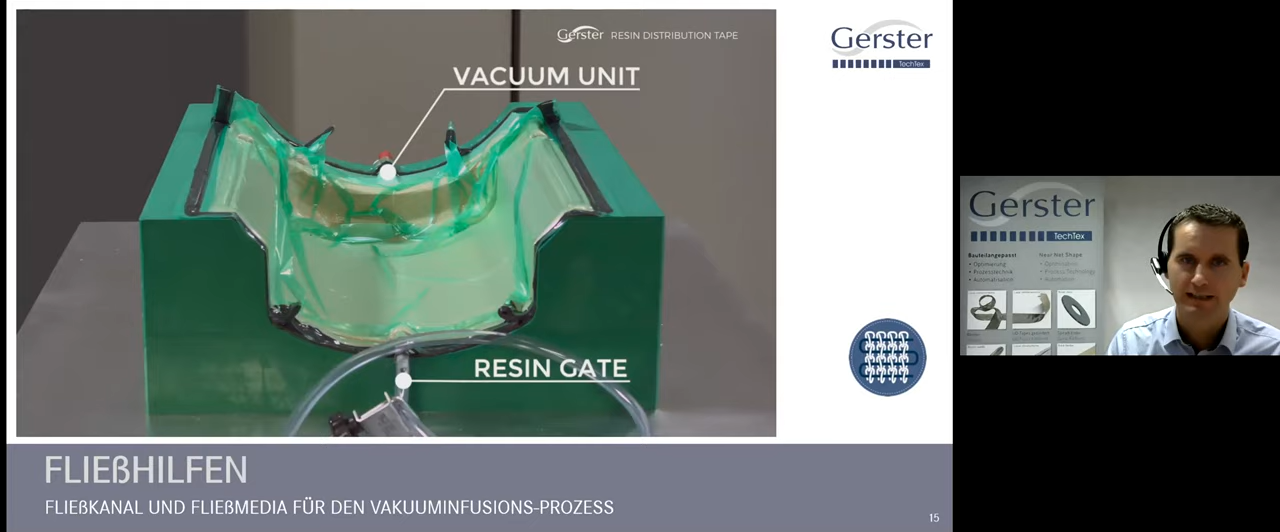 Gerster RESIN DISTRIBUTION TAPE
VACUUM UNIT
RESIN GATE
Gerster
TechTex
FLIEßHILFEN
FLIEßKANAL UND FLIEßMEDIA FÜR DEN VAKUUMINFUSIONS-PROZESS
15
Gerster
TechTex
Bauteilangepasst
• Optimierung
• Prozesstechnik
• Automatisation
Near Net Shape
• Optimization
• Process Technology
• Automation